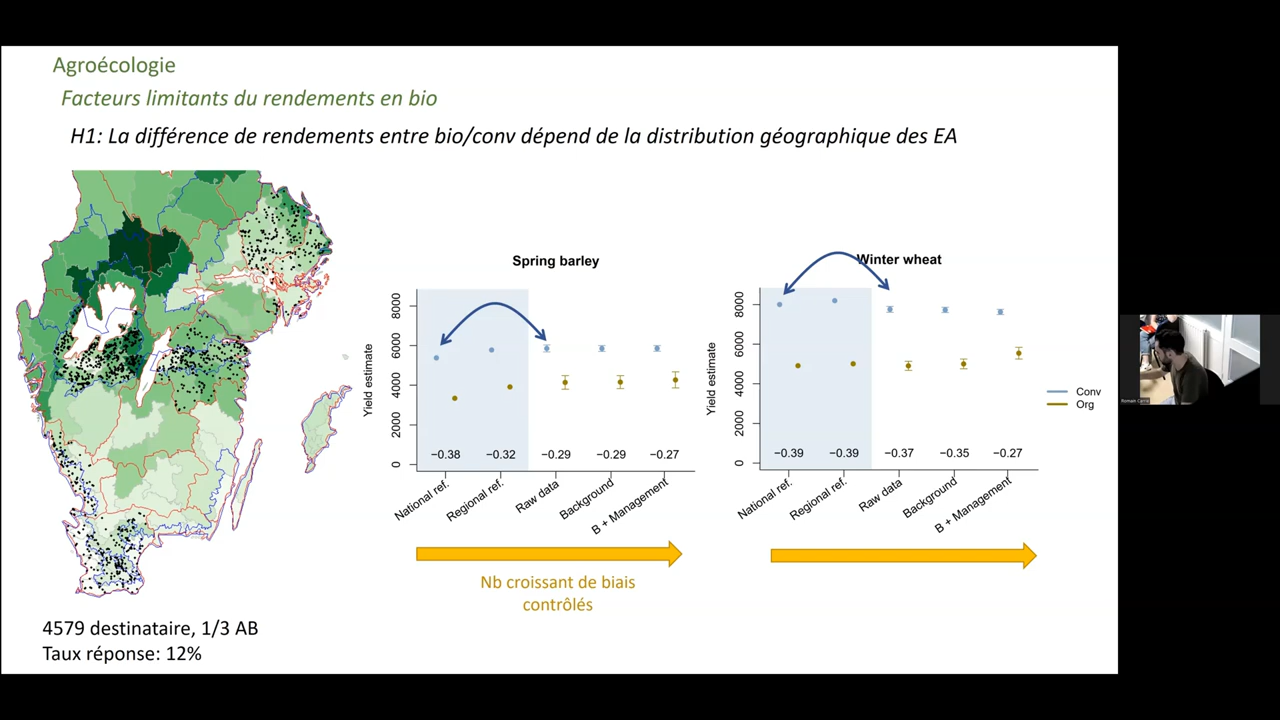 Agroécologie
Facteurs limitants du rendements en bio
H1: La différence de rendements entre bio/conv dépend de la distribution géographique des EA
Spring barley
Yield estimate
8000
6000
4000
2000
0
−0.38
−0.32
−0.29
−0.29
−0.27
National ref.
Regional ref.
Raw data
Background
B + Management
Winter wheat
Yield estimate
8000
6000
4000
2000
0
−0.39
−0.39
−0.37
−0.35
−0.27
National ref.
Regional ref.
Raw data
Background
B + Management
Conv
Org
Nb croissant de biais
contrôlés
4579 destinataire, 1/3 AB
Taux réponse: 12%